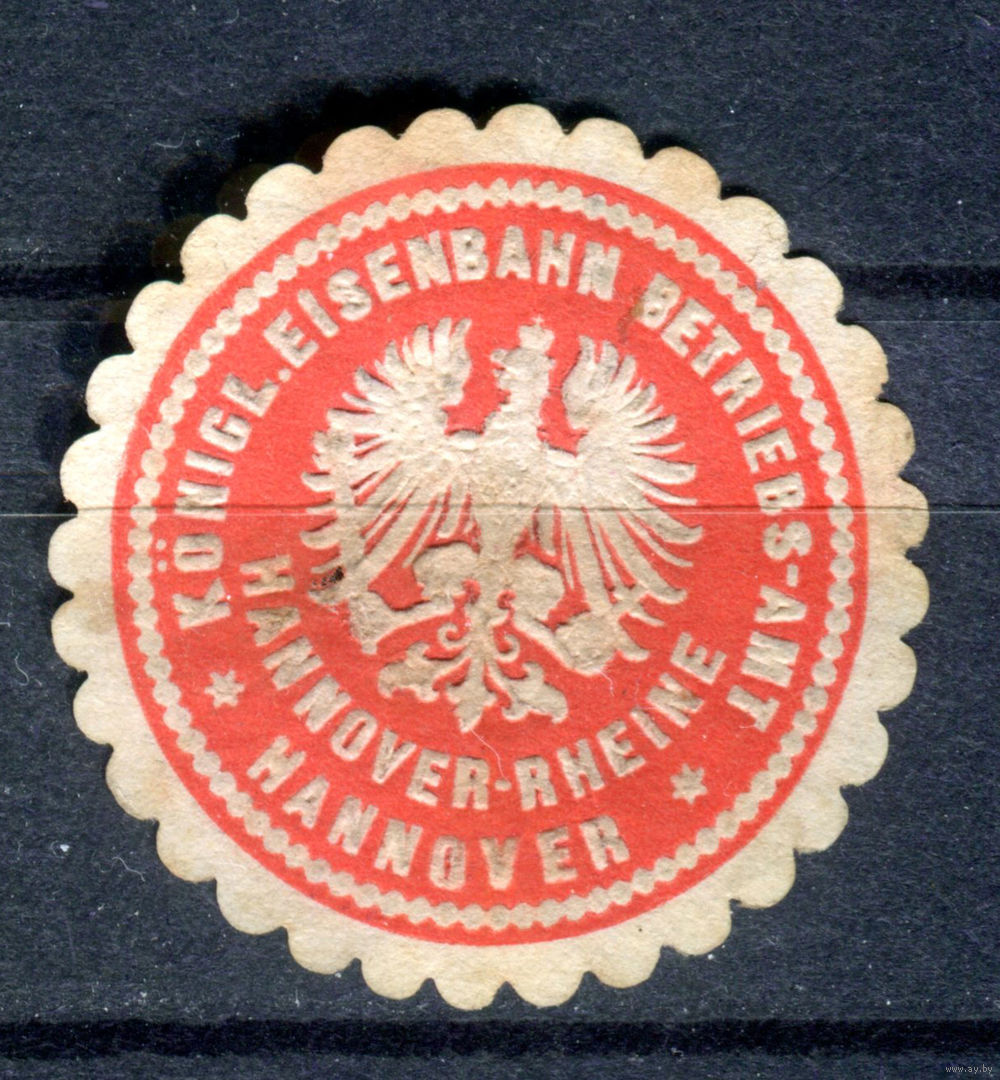 KÖNIGL. EISENBAHN BETRIEBS-AMT
HANNOVER-RHEINE
HANNOVER
www.ay.by